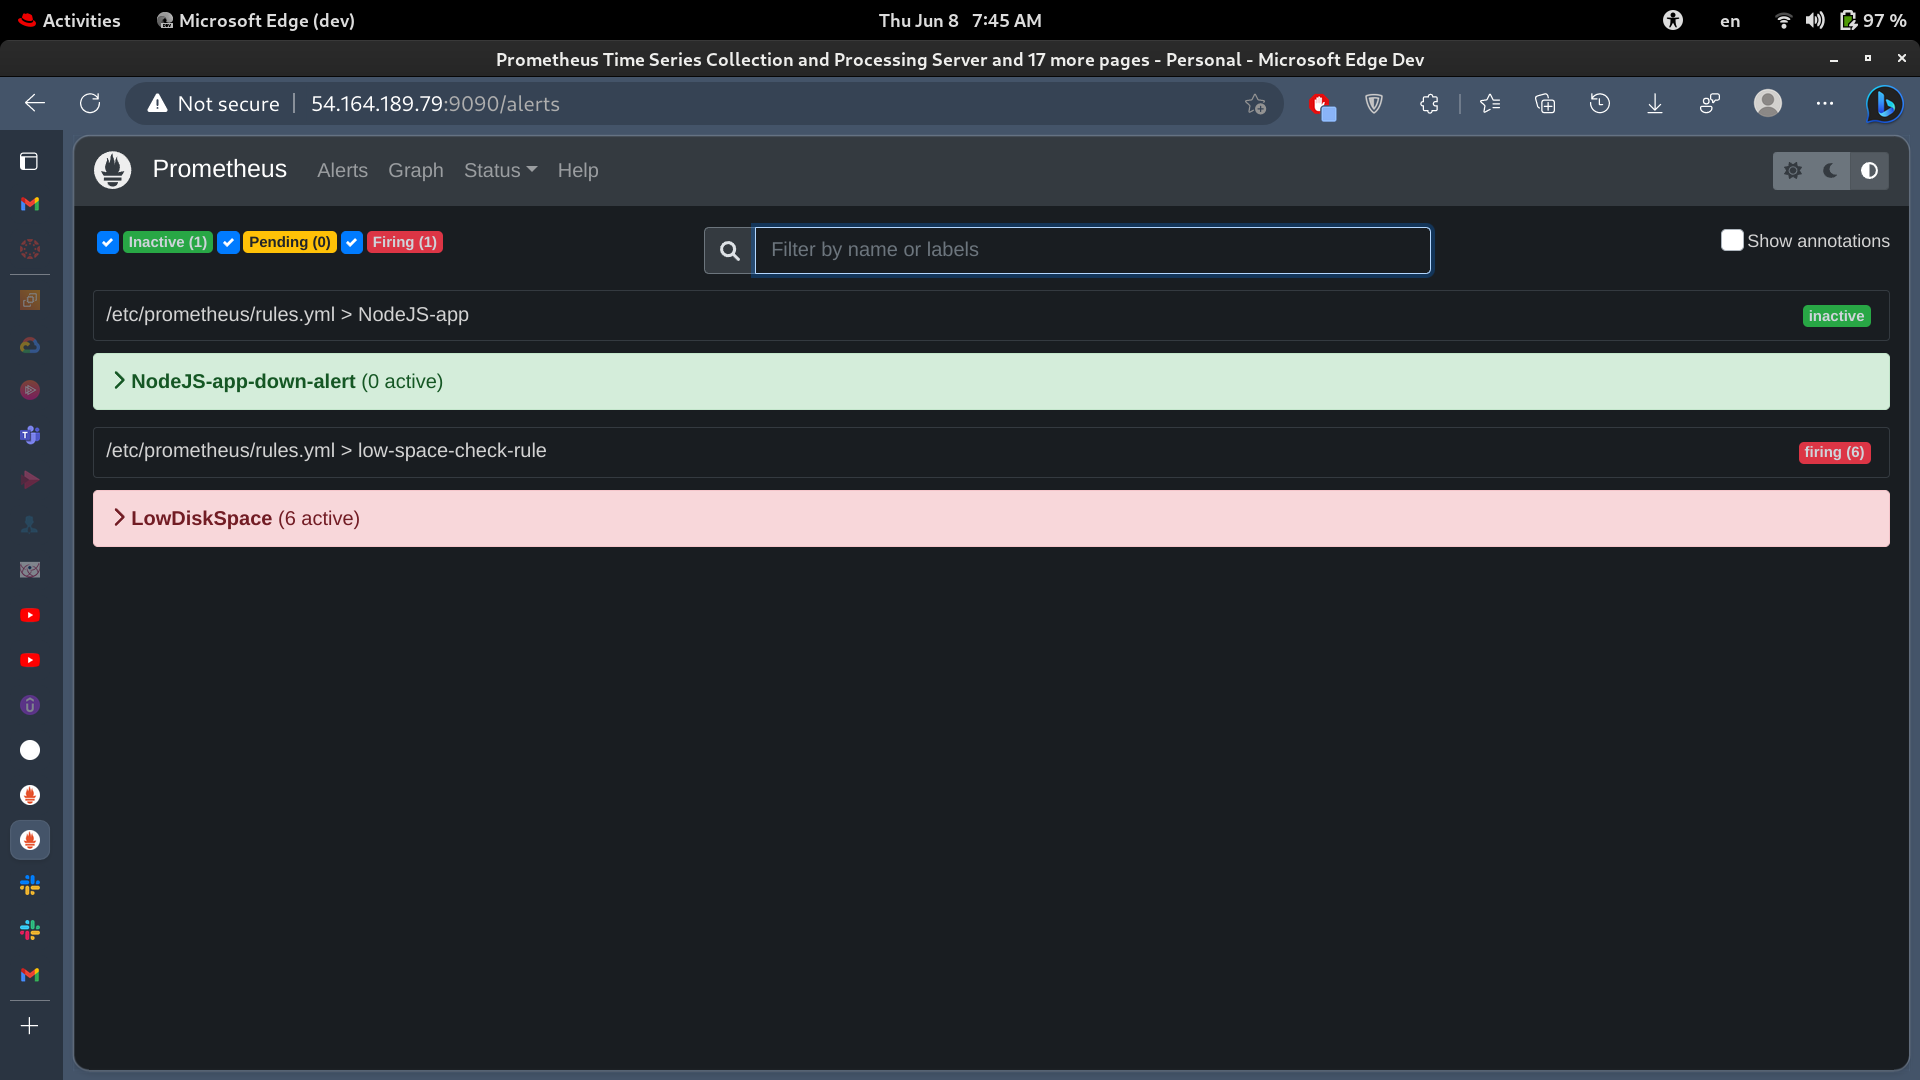 Activities Microsoft Edge (dev) Thu Jun 8 7:45 AM en 97 %
Prometheus Time Series Collection and Processing Server and 17 more pages - Personal - Microsoft Edge Dev
Not secure 54.164.189.79:9090/alerts
Prometheus Alerts Graph Status Help
Inactive (1) Pending (0) Firing (1) Filter by name or labels Show annotations
/etc/prometheus/rules.yml > NodeJS-app inactive
NodeJS-app-down-alert (0 active)
/etc/prometheus/rules.yml > low-space-check-rule firing (6)
LowDiskSpace (6 active)